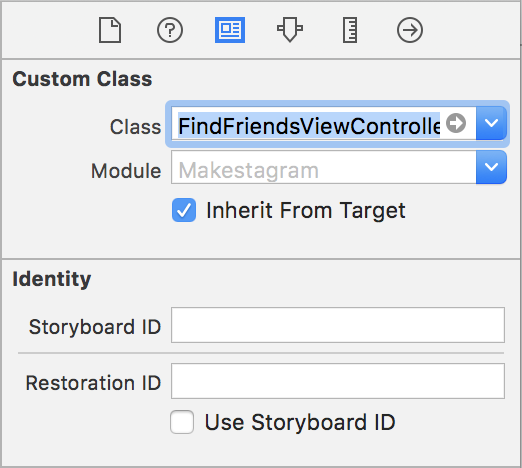 Custom Class
Class FindFriendsViewControlle
Module Makestagram
Inherit From Target
Identity
Storyboard ID
Restoration ID
Use Storyboard ID